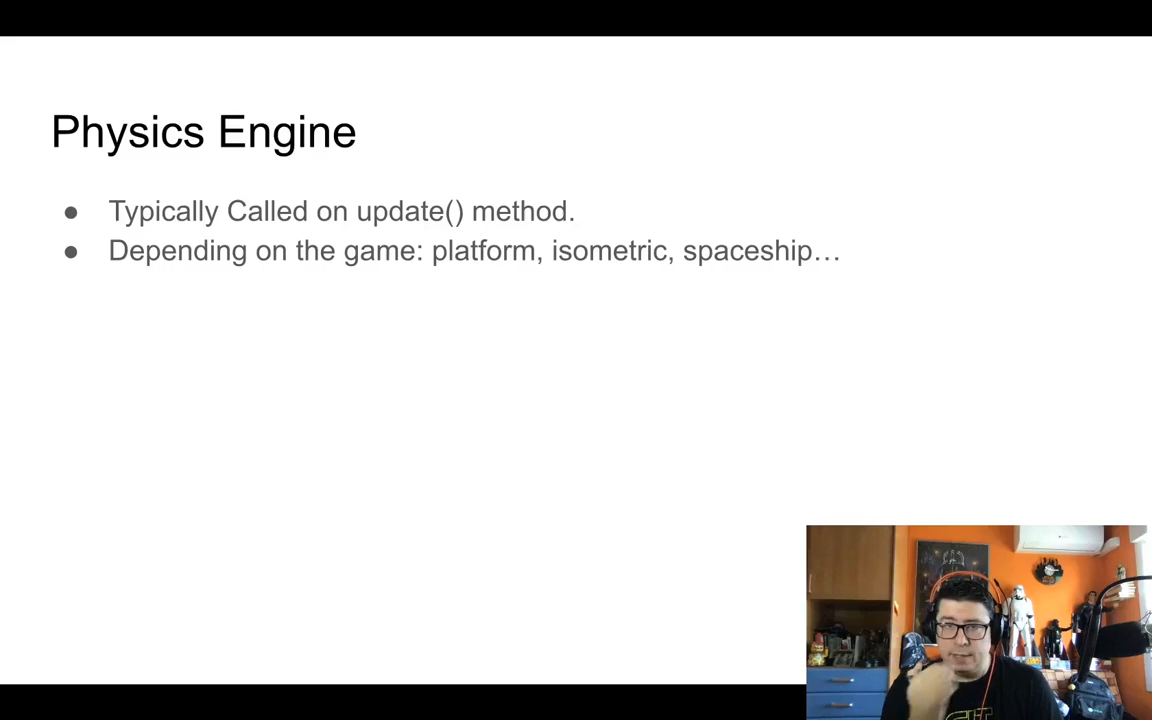 Physics Engine
● Typically Called on update() method.
● Depending on the game: platform, isometric, spaceship…